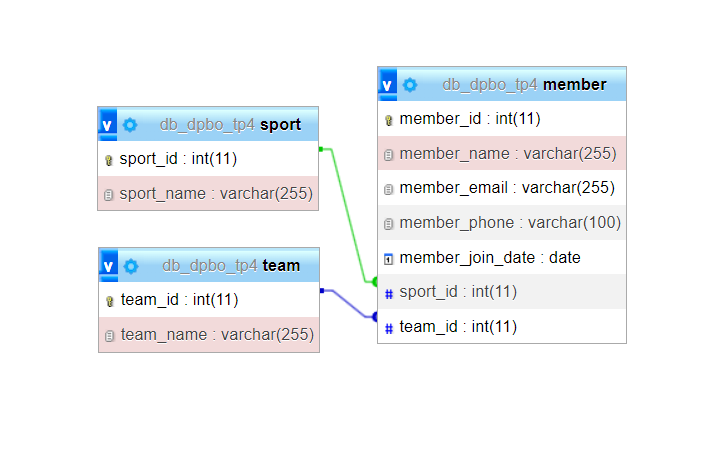 v db_dpbo_tp4 sport
sport_id : int(11)
sport_name : varchar(255)
v db_dpbo_tp4 team
team_id : int(11)
team_name : varchar(255)
v db_dpbo_tp4 member
member_id : int(11)
member_name : varchar(255)
member_email : varchar(255)
member_phone : varchar(100)
member_join_date : date
# sport_id : int(11)
# team_id : int(11)